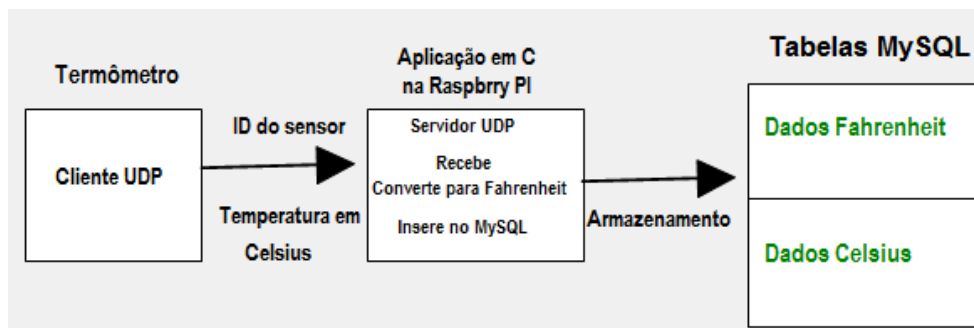 Termômetro
Cliente UDP
ID do sensor
Temperatura em
Celsius
Aplicação em C
na Raspbrry PI
Servidor UDP
Recebe
Converte para Fahrenheit
Insere no MySQL
Armazenamento
Tabelas MySQL
Dados Fahrenheit
Dados Celsius